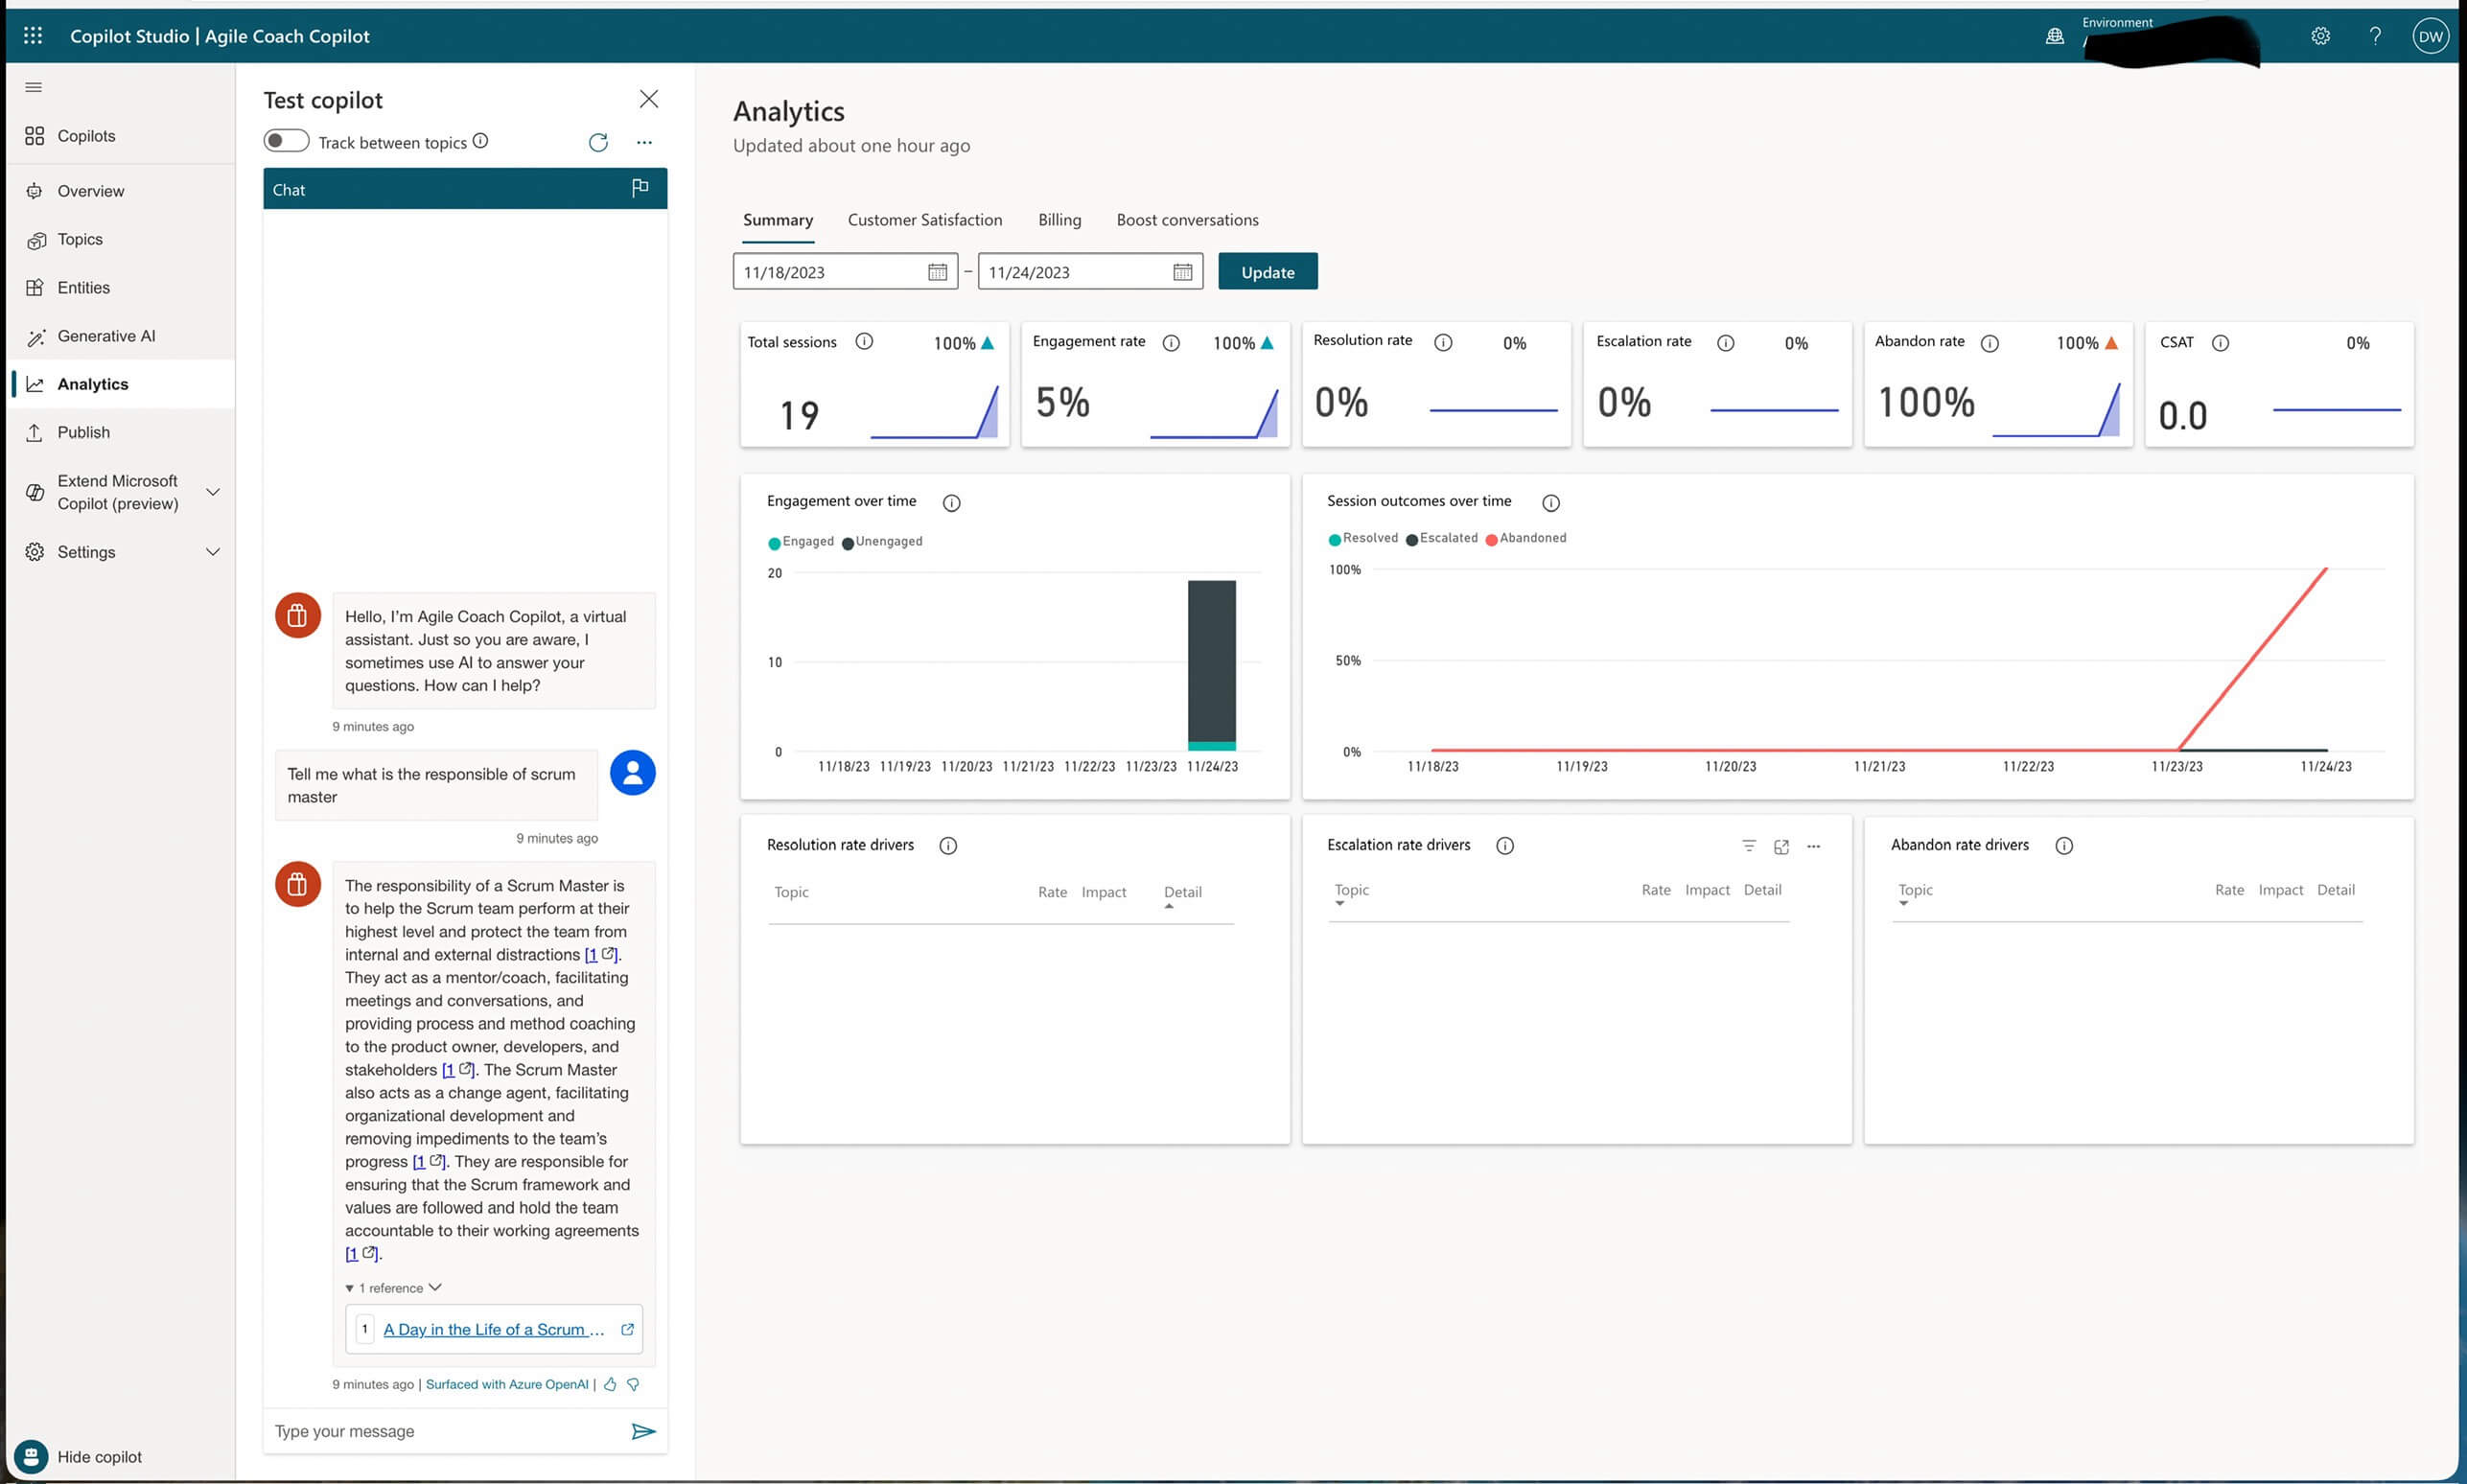 Copilot Studio | Agile Coach Copilot
Environment
DW
Copilots
Overview
Topics
Entities
Generative AI
Analytics
Publish
Extend Microsoft
Copilot (preview)
Settings
Hide copilot
Test copilot
Track between topics
Chat
Hello, I'm Agile Coach Copilot, a virtual
assistant. Just so you are aware, I
sometimes use AI to answer your
questions. How can I help?
9 minutes ago
Tell me what is the responsible of scrum
master
9 minutes ago
The responsibility of a Scrum Master is
to help the Scrum team perform at their
highest level and protect the team from
internal and external distractions [1].
They act as a mentor/coach, facilitating
meetings and conversations, and
providing process and method coaching
to the product owner, developers, and
stakeholders [1]. The Scrum Master
also acts as a change agent, facilitating
organizational development and
removing impediments to the team's
progress [1]. They are responsible for
ensuring that the Scrum framework and
values are followed and hold the team
accountable to their working agreements
[1].
1 reference
1 A Day in the Life of a Scrum ...
9 minutes ago | Surfaced with Azure OpenAI |
Type your message
Analytics
Updated about one hour ago
Summary Customer Satisfaction Billing Boost conversations
11/18/2023 – 11/24/2023 Update
Total sessions 100%
19
Engagement rate 100%
5%
Resolution rate 0%
0%
Escalation rate 0%
0%
Abandon rate 100%
100%
CSAT 0%
0.0
Engagement over time
Engaged Unengaged
20
10
0
11/18/23 11/19/23 11/20/23 11/21/23 11/22/23 11/23/23 11/24/23
Session outcomes over time
Resolved Escalated Abandoned
100%
50%
0%
11/18/23 11/19/23 11/20/23 11/21/23 11/22/23 11/23/23 11/24/23
Resolution rate drivers
Topic Rate Impact Detail
Escalation rate drivers
Topic Rate Impact Detail
Abandon rate drivers
Topic Rate Impact Detail